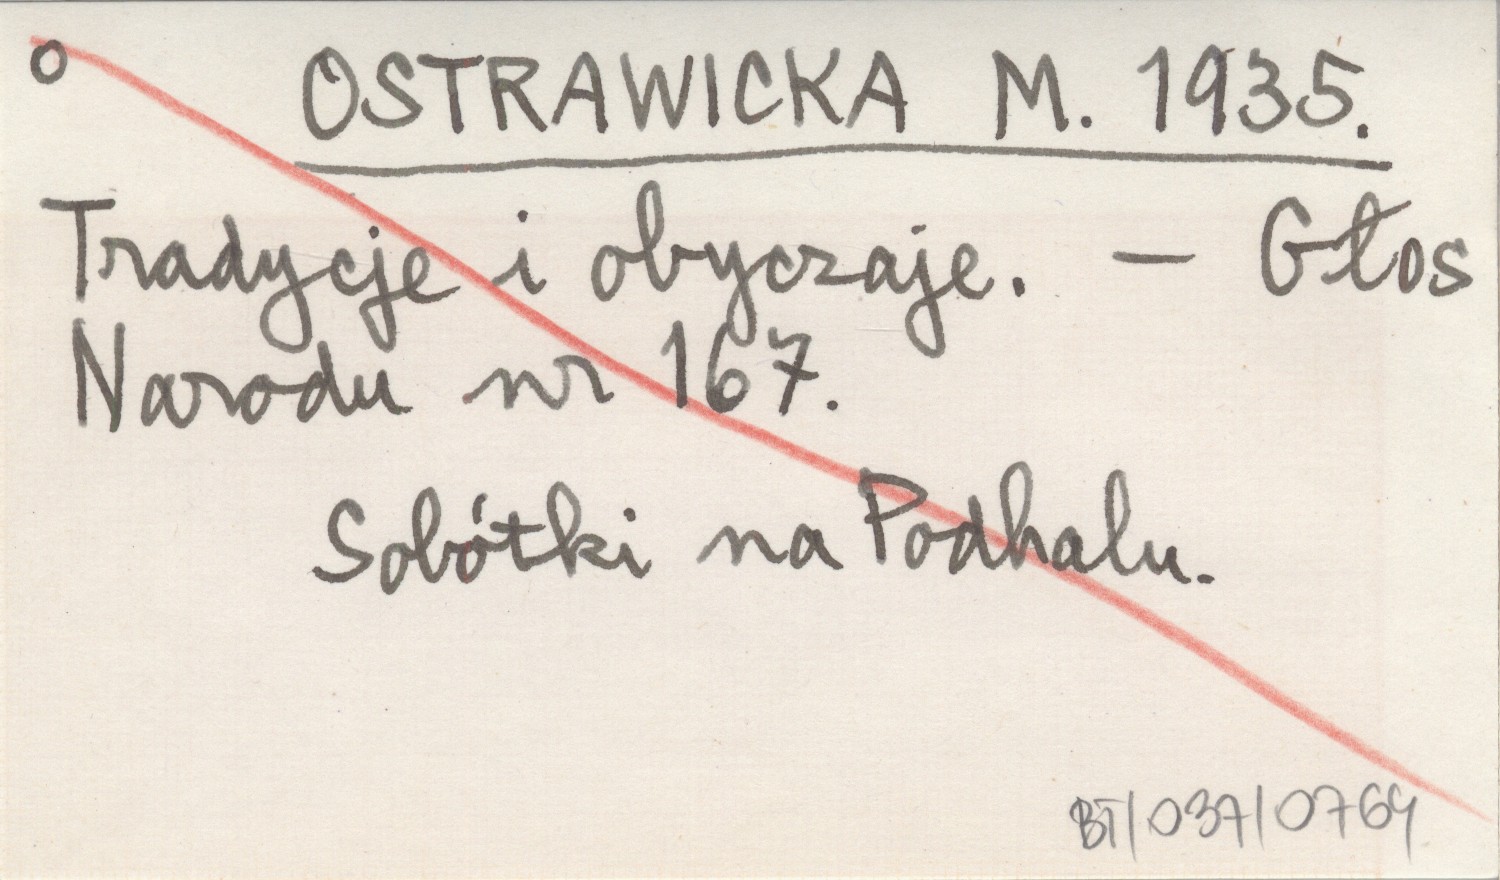 o OSTRAWICKA M. 1935.
Tradycje i obyczaje. — Głos
Narodu nr 167.
Sobótki na Podhalu.
BT/037/0769